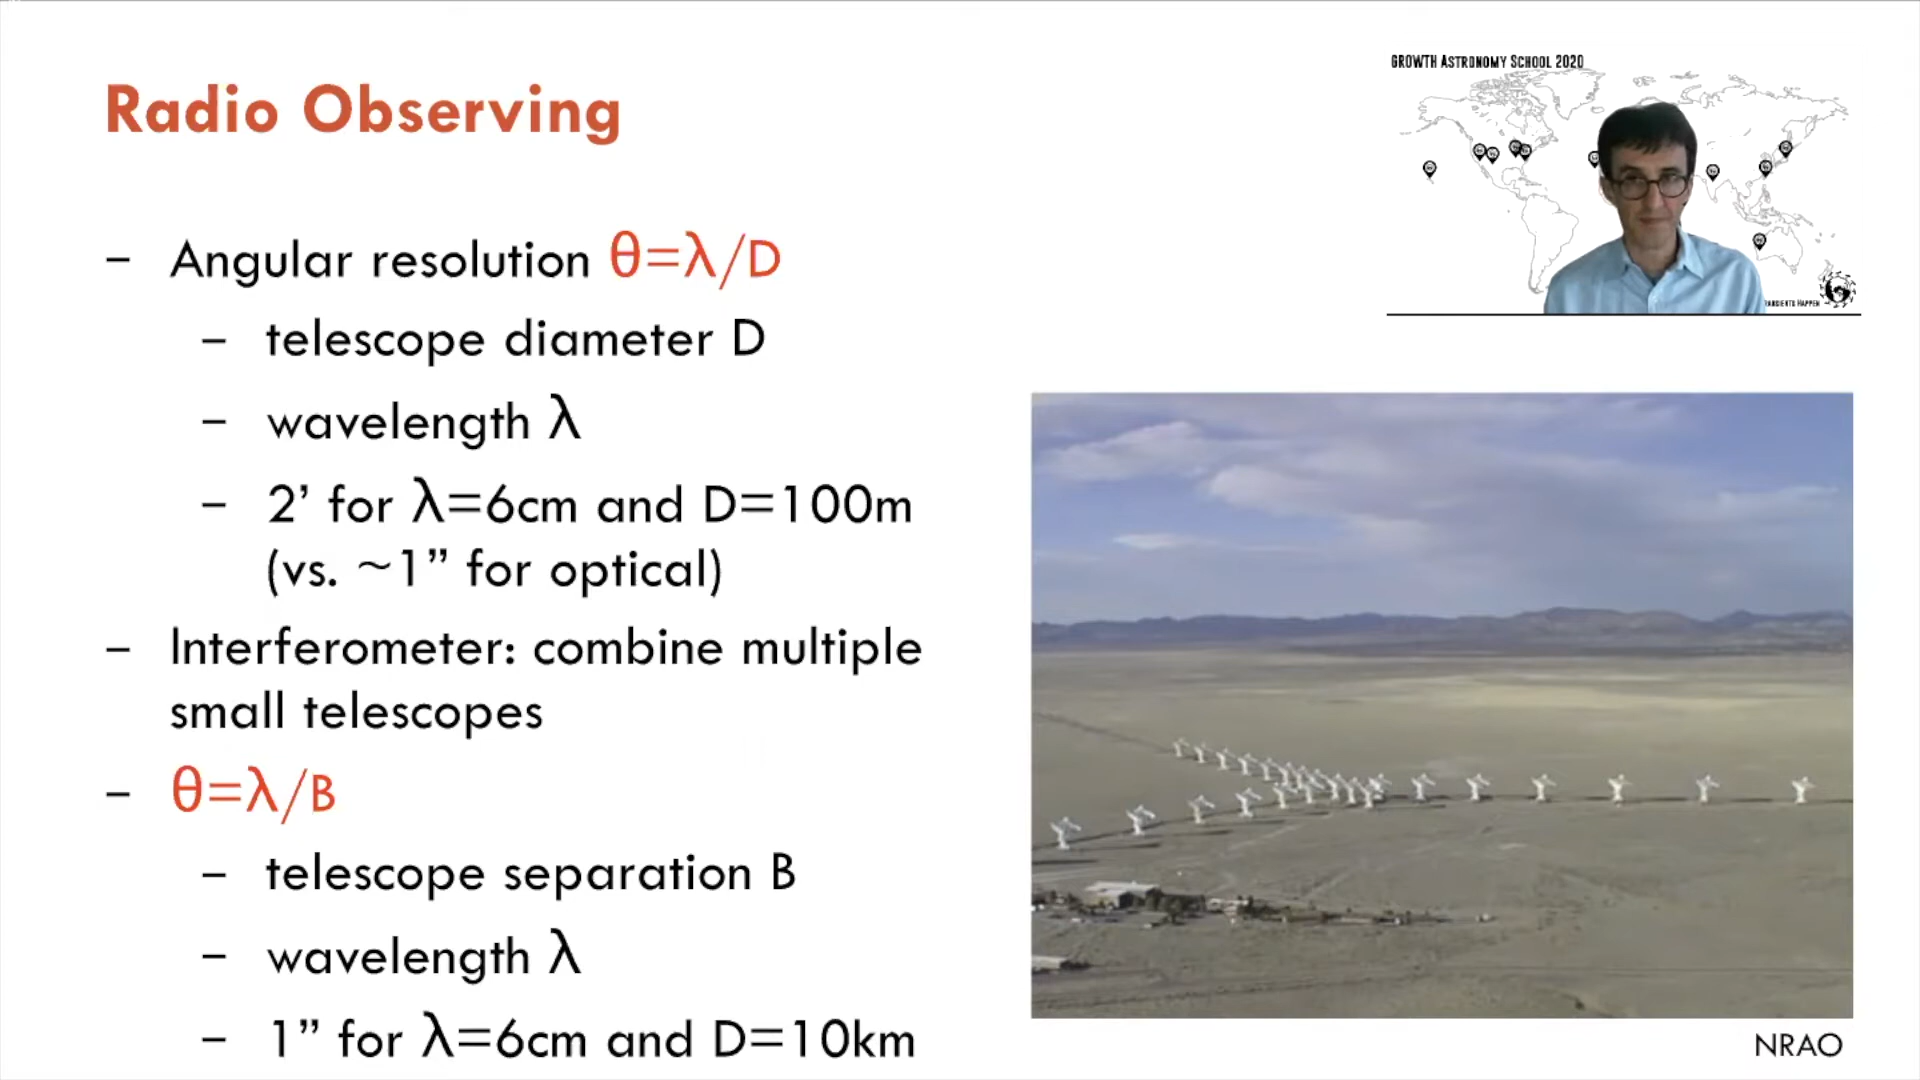 Radio Observing
GROWTH ASTRONOMY SCHOOL 2020
– Angular resolution θ=λ/D
– telescope diameter D
– wavelength λ
– 2’ for λ=6cm and D=100m
(vs. ~1” for optical)
– Interferometer: combine multiple
small telescopes
– θ=λ/B
– telescope separation B
– wavelength λ
– 1” for λ=6cm and D=10km
HAPPEN
NRAO